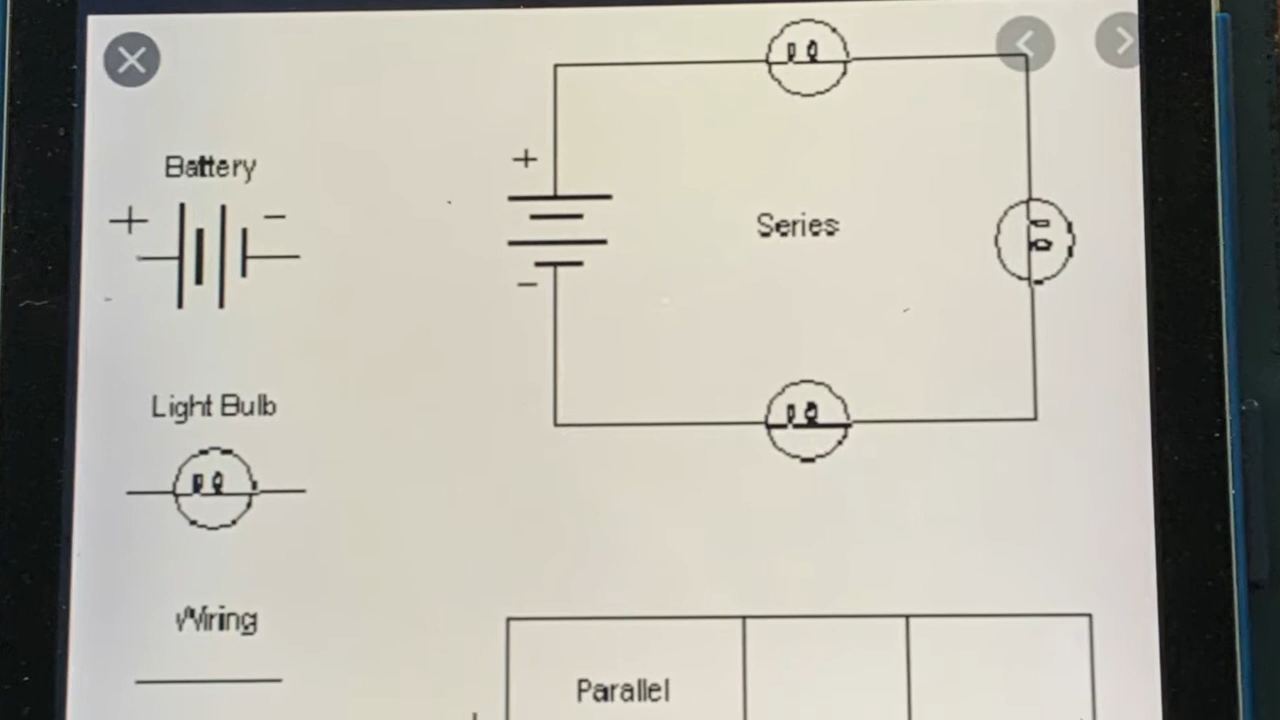 Battery
+ −
Light Bulb
Wiring
+
Series
−
Parallel